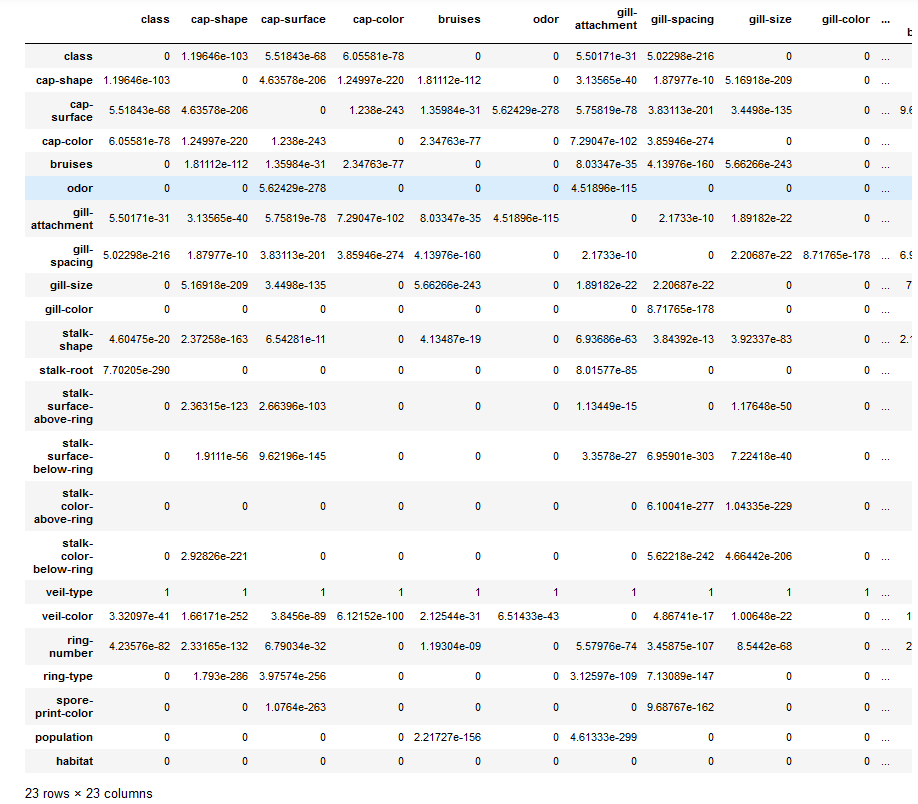 class cap-shape cap-surface cap-color bruises odor gill-attachment gill-spacing gill-size gill-color ...
class 0 1.19646e-103 5.51843e-68 6.05581e-78 0 0 5.50171e-31 5.02298e-216 0 0 ...
cap-shape 1.19646e-103 0 4.63578e-206 1.24997e-220 1.81112e-112 0 3.13565e-40 1.87977e-10 5.16918e-209 0 ...
cap-surface 5.51843e-68 4.63578e-206 0 1.238e-243 1.35984e-31 5.62429e-278 5.75819e-78 3.83113e-201 3.4498e-135 0 ... 9.6
cap-color 6.05581e-78 1.24997e-220 1.238e-243 0 2.34763e-77 0 7.29047e-102 3.85946e-274 0 0 ...
bruises 0 1.81112e-112 1.35984e-31 2.34763e-77 0 0 8.03347e-35 4.13976e-160 5.66266e-243 0 ...
odor 0 0 5.62429e-278 0 0 0 4.51896e-115 0 0 0 ...
gill-attachment 5.50171e-31 3.13565e-40 5.75819e-78 7.29047e-102 8.03347e-35 4.51896e-115 0 2.1733e-10 1.89182e-22 0 ...
gill-spacing 5.02298e-216 1.87977e-10 3.83113e-201 3.85946e-274 4.13976e-160 0 2.1733e-10 0 2.20687e-22 8.71765e-178 ... 6.9
gill-size 0 5.16918e-209 3.4498e-135 0 5.66266e-243 0 1.89182e-22 2.20687e-22 0 0 ... 7
gill-color 0 0 0 0 0 0 0 8.71765e-178 0 0 ...
stalk-shape 4.60475e-20 2.37258e-163 6.54281e-11 0 4.13487e-19 0 6.93686e-63 3.84392e-13 3.92337e-83 0 ... 2.
stalk-root 7.70205e-290 0 0 0 0 0 8.01577e-85 0 0 0 ...
stalk-surface-above-ring 0 2.36315e-123 2.66396e-103 0 0 0 1.13449e-15 0 1.17648e-50 0 ...
stalk-surface-below-ring 0 1.9111e-56 9.62196e-145 0 0 0 3.3578e-27 6.95901e-303 7.22418e-40 0 ...
stalk-color-above-ring 0 0 0 0 0 0 0 6.10041e-277 1.04335e-229 0 ...
stalk-color-below-ring 0 2.92826e-221 0 0 0 0 0 5.62218e-242 4.66442e-206 0 ...
veil-type 1 1 1 1 1 1 1 1 1 1 ...
veil-color 3.32097e-41 1.66171e-252 3.8456e-89 6.12152e-100 2.12544e-31 6.51433e-43 0 4.86741e-17 1.00648e-22 0 ... 1
ring-number 4.23576e-82 2.33165e-132 6.79034e-32 0 1.19304e-09 0 5.57976e-74 3.45875e-107 8.5442e-68 0 ... 2
ring-type 0 1.793e-286 3.97574e-256 0 0 0 3.12597e-109 7.13089e-147 0 0 ...
spore-print-color 0 0 1.0764e-263 0 0 0 0 9.68767e-162 0 0 ...
population 0 0 0 0 2.21727e-156 0 4.61333e-299 0 0 0 ...
habitat 0 0 0 0 0 0 0 0 0 0 ...
23 rows × 23 columns